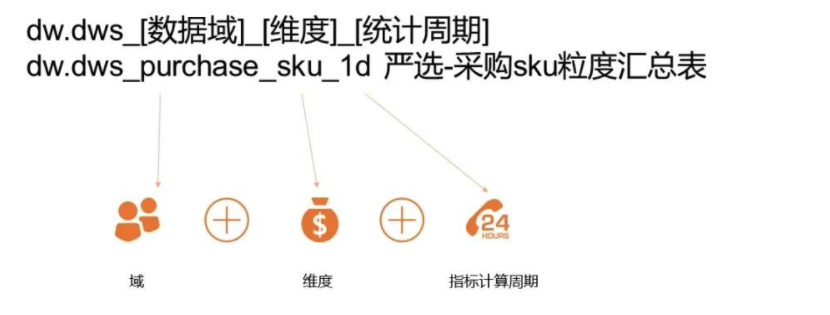 dw.dws_[数据域]_[维度]_[统计周期]
dw.dws_purchase_sku_1d 严选-采购sku粒度汇总表
$
24
HOURS
域
维度
指标计算周期